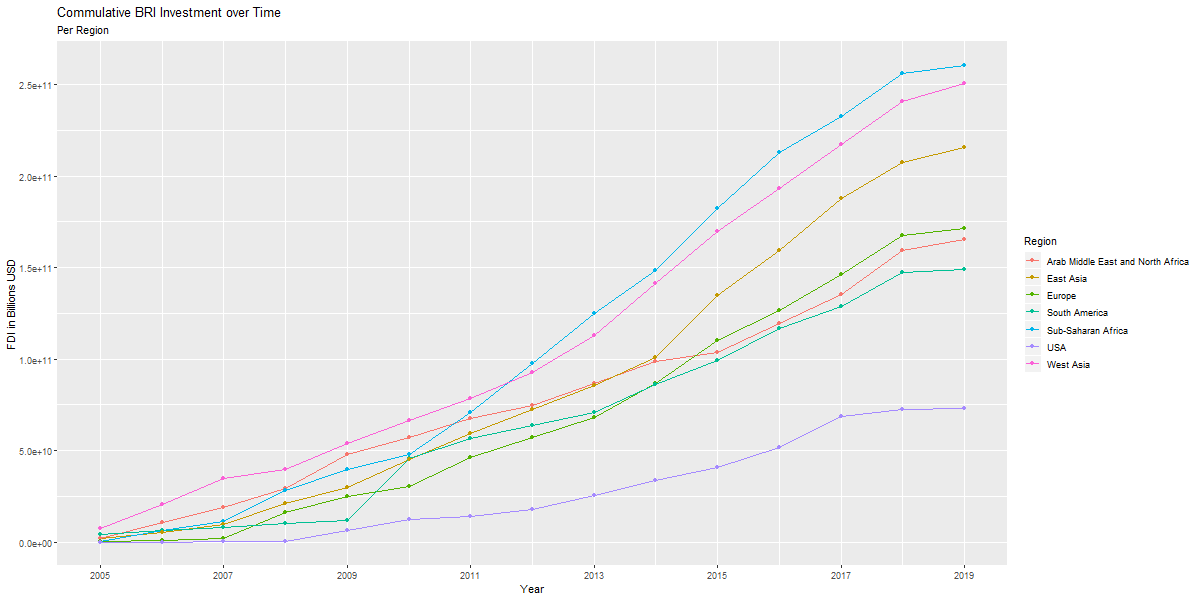 Commulative BRI Investment over Time
Per Region
FDI in Billions USD
2.5e+11
2.0e+11
1.5e+11
1.0e+11
5.0e+10
0.0e+00
2005 2007 2009 2011 2013 2015 2017 2019
Year
Region
Arab Middle East and North Africa
East Asia
Europe
South America
Sub-Saharan Africa
USA
West Asia